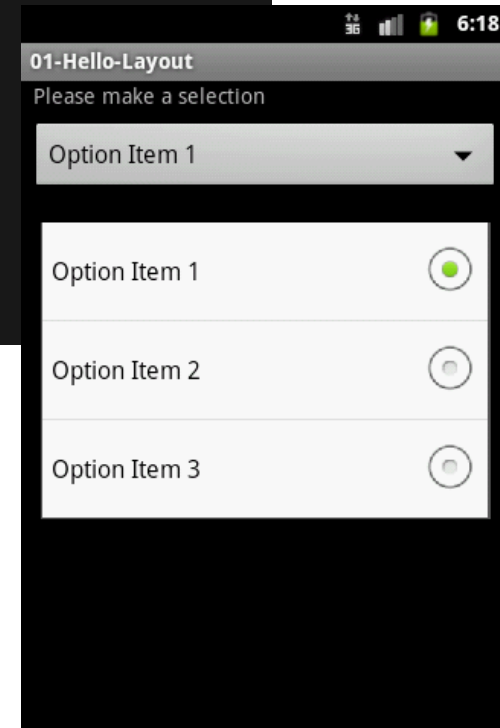 3G 6:18
01-Hello-Layout
Please make a selection
Option Item 1
Option Item 1
Option Item 2
Option Item 3